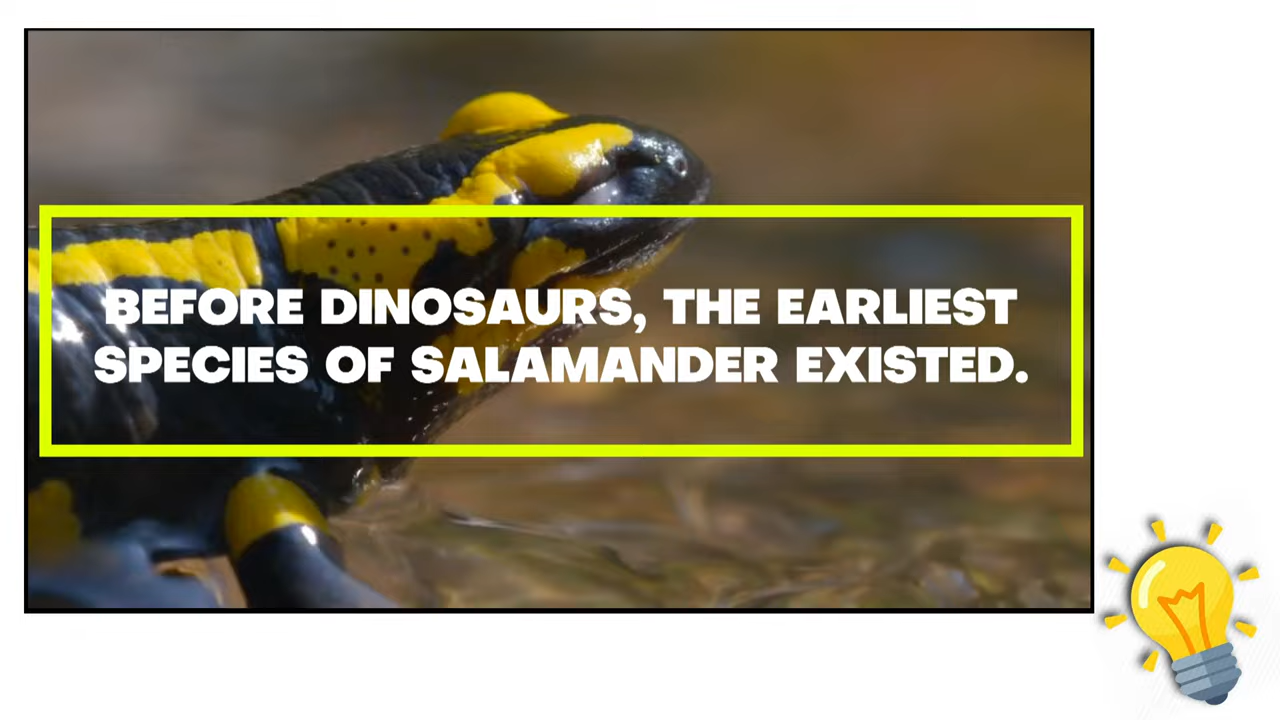 BEFORE DINOSAURS, THE EARLIEST
SPECIES OF SALAMANDER EXISTED.